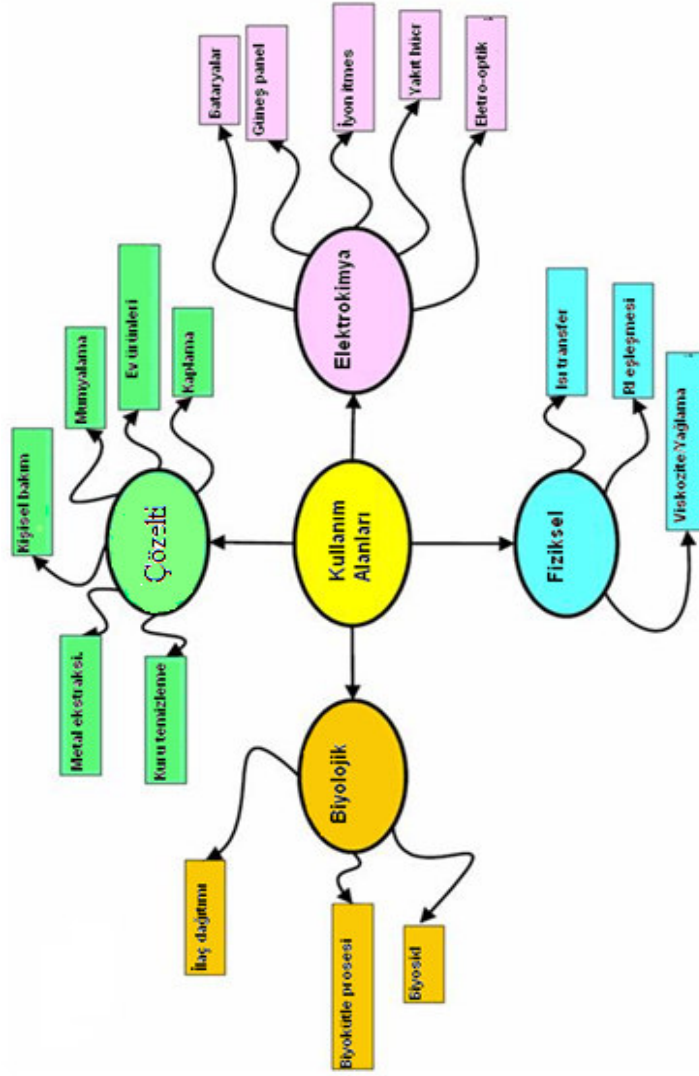 Kişisel bakım
Mumyalama
Ev ürünleri
Kaplama
Metal ekstraksi.
Kuru temizleme
Çözelti
Bataryalar
Güneş panel
İyon itmes
Yakıt hücr
Eletro-optik
Elektrokimya
Kullanım
Alanları
Biyolojik
İlaç dağıtımı
Biyokütle prosesi
Biyosid
Fiziksel
Isı transfer
RI eşleşmesi
Viskozite-Yağlama